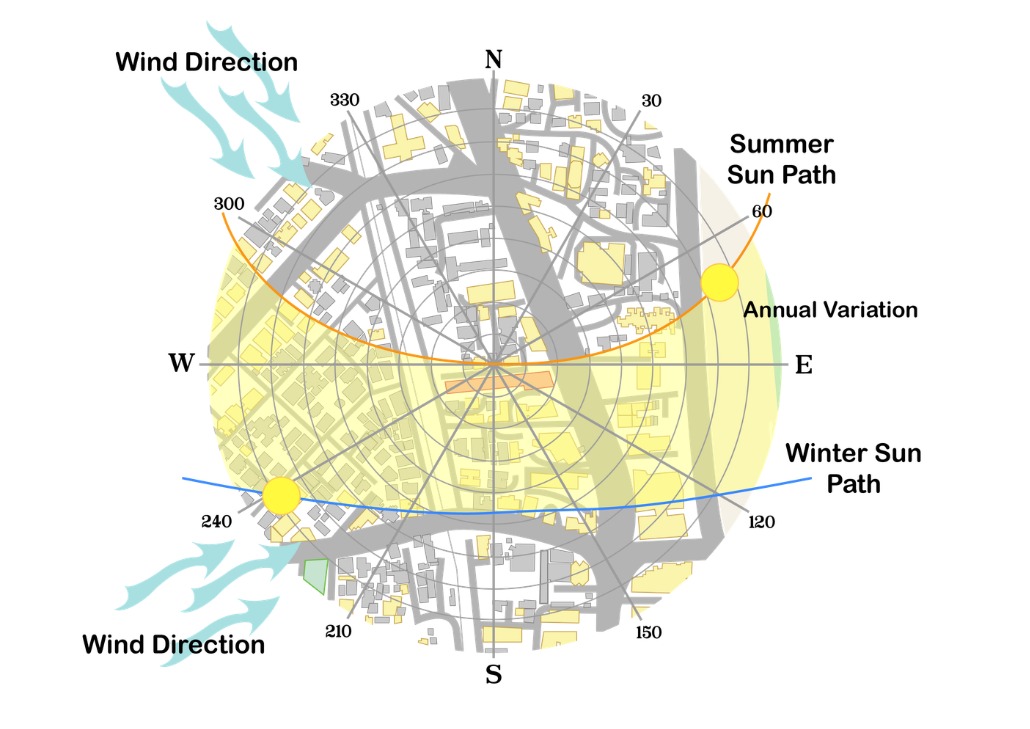 N
Wind Direction
330
30
Summer
Sun Path
300
60
Annual Variation
W
E
Winter Sun
Path
240
120
210
150
Wind Direction
S